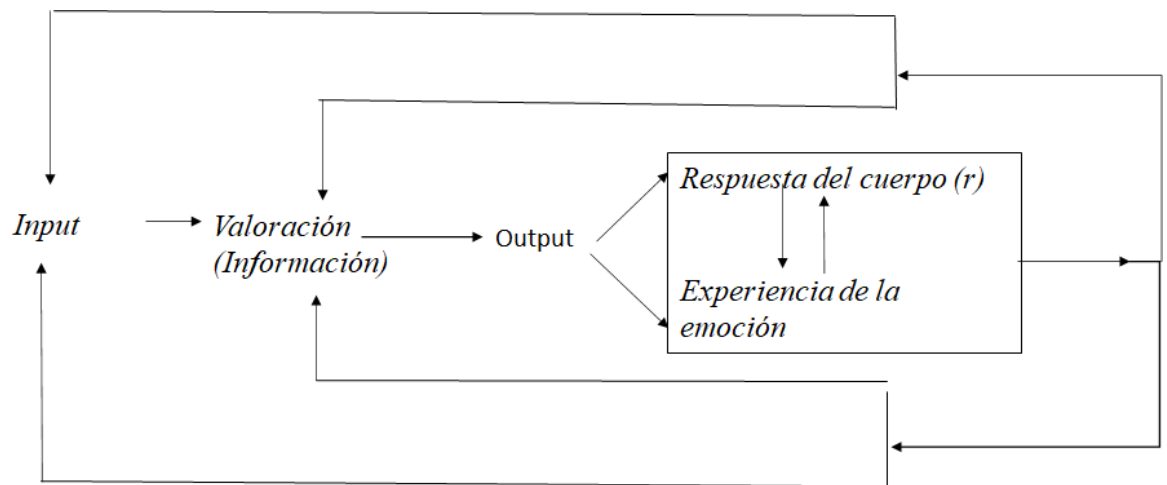 Respuesta del cuerpo (r)
Input
Valoración
(Información)
Output
Experiencia de la
emoción